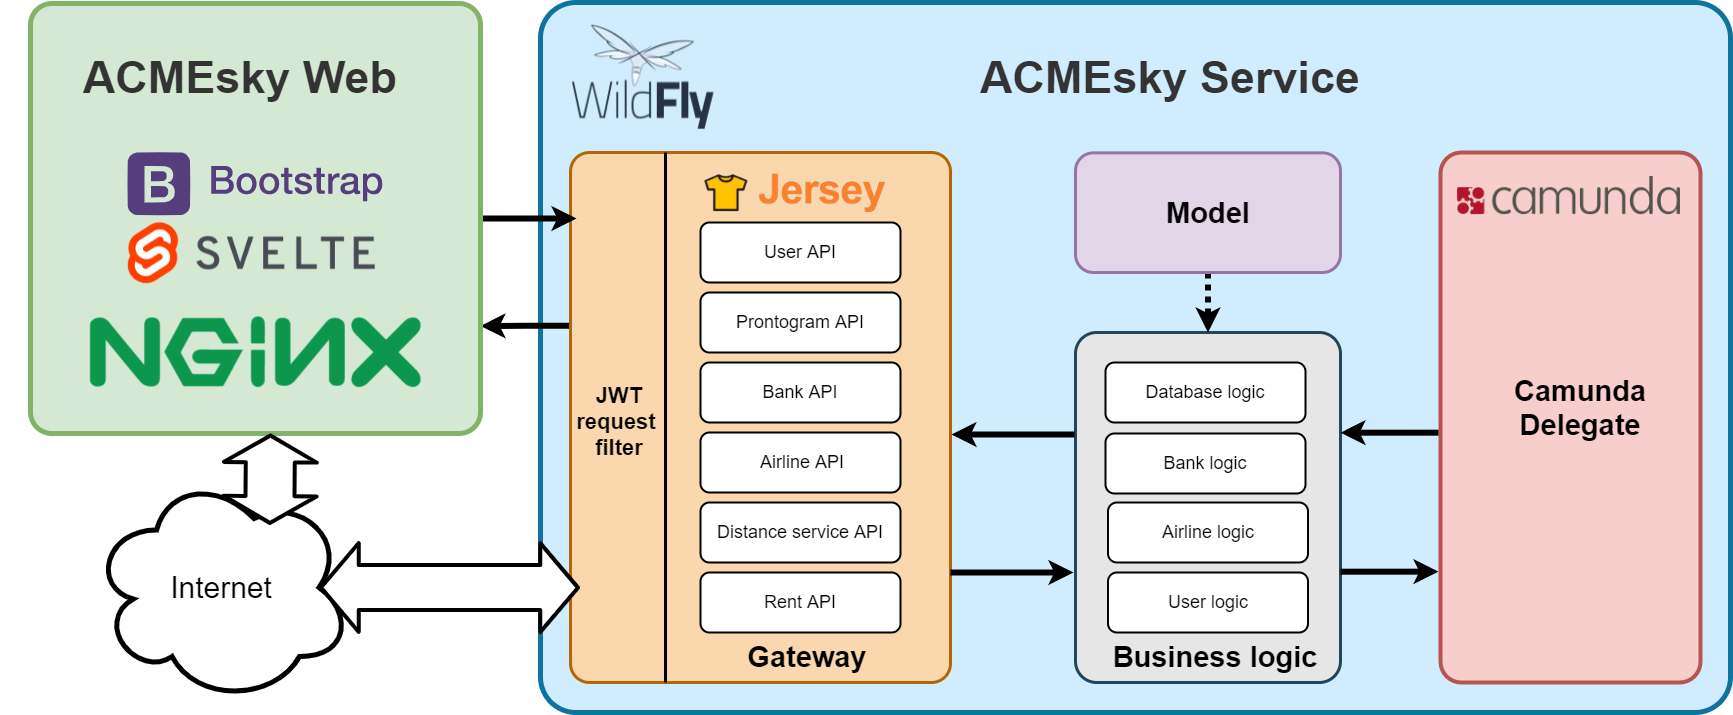 ACMEsky Web
B Bootstrap
SVELTE
NGINX
Internet
WildFly
ACMEsky Service
JWT
request
filter
Jersey
User API
Prontogram API
Bank API
Airline API
Distance service API
Rent API
Gateway
Model
Database logic
Bank logic
Airline logic
User logic
Business logic
camunda
Camunda
Delegate